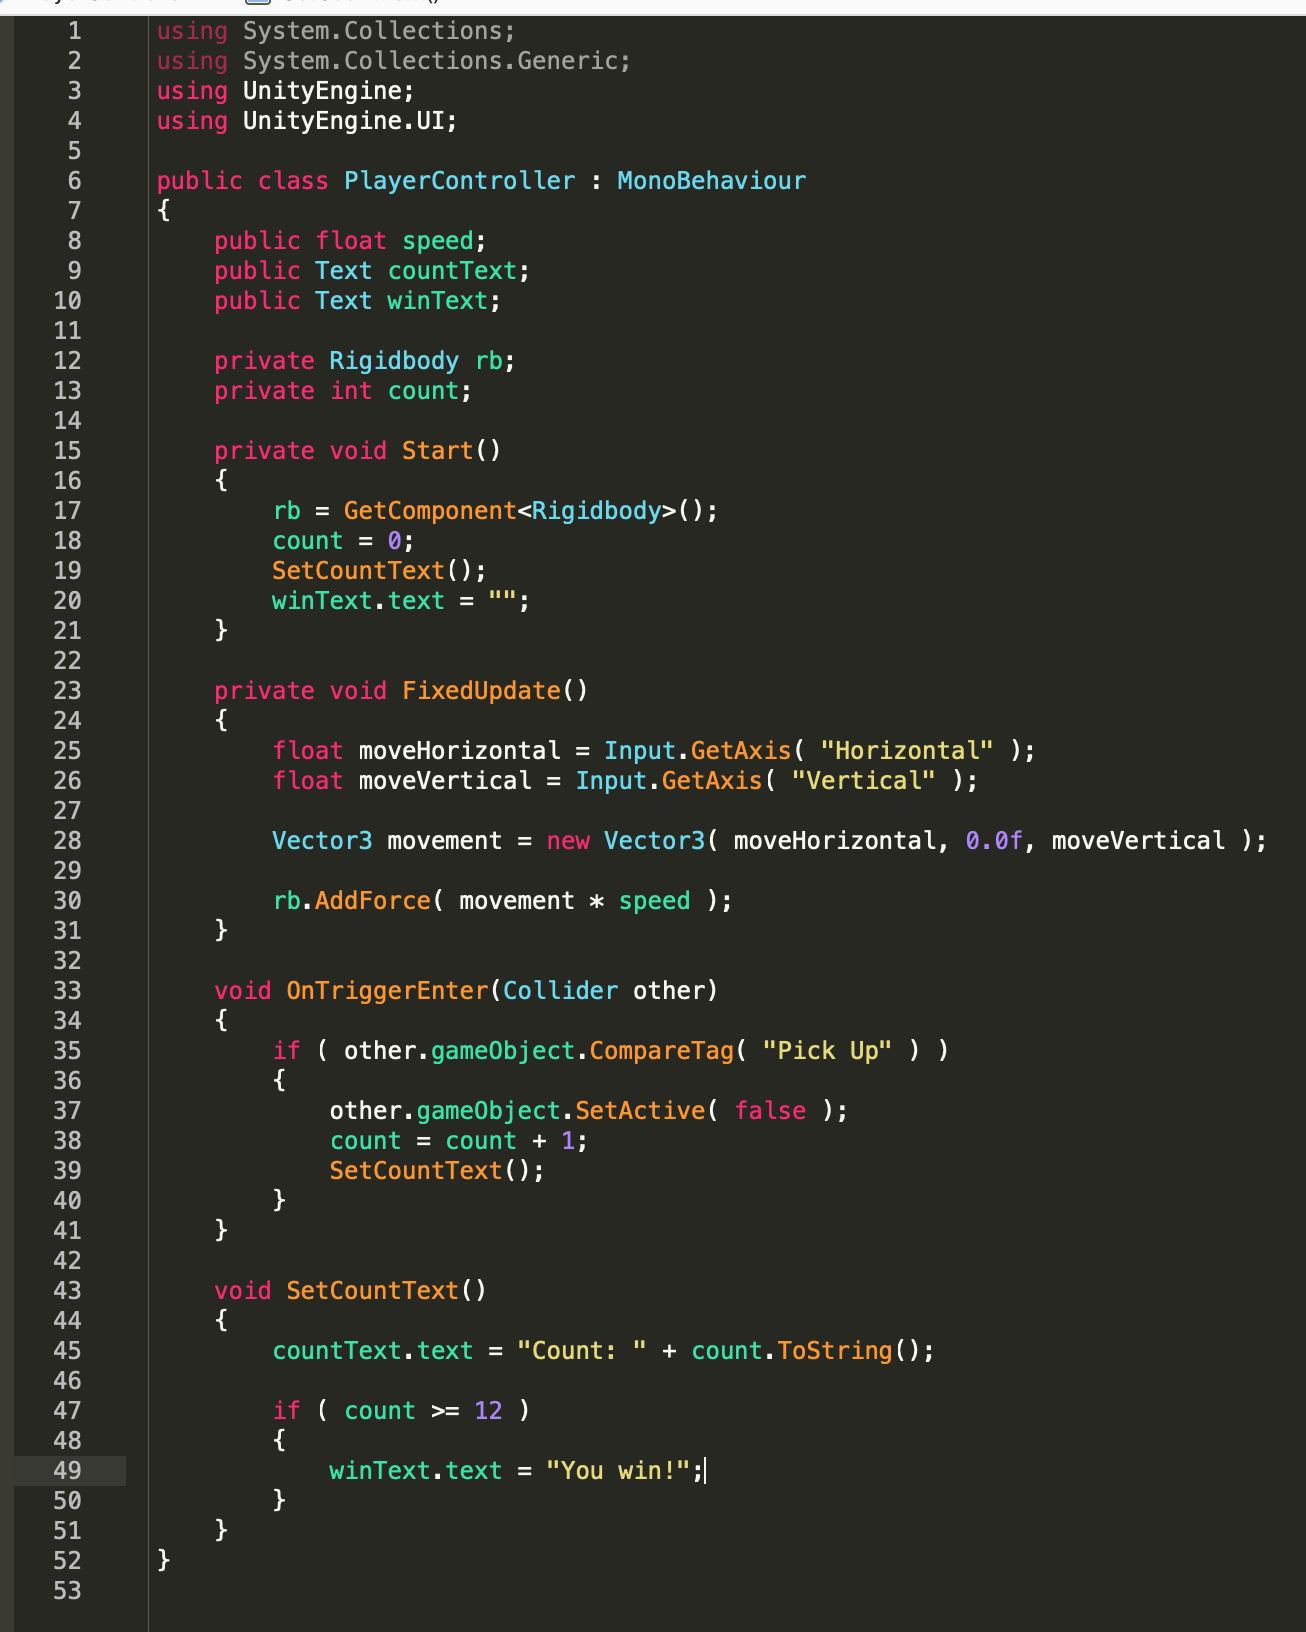 1 using System.Collections;
2 using System.Collections.Generic;
3 using UnityEngine;
4 using UnityEngine.UI;
5
6 public class PlayerController : MonoBehaviour
7 {
8     public float speed;
9     public Text countText;
10     public Text winText;
11
12     private Rigidbody rb;
13     private int count;
14
15     private void Start()
16     {
17         rb = GetComponent<Rigidbody>();
18         count = 0;
19         SetCountText();
20         winText.text = "";
21     }
22
23     private void FixedUpdate()
24     {
25         float moveHorizontal = Input.GetAxis( "Horizontal" );
26         float moveVertical = Input.GetAxis( "Vertical" );
27
28         Vector3 movement = new Vector3( moveHorizontal, 0.0f, moveVertical );
29
30         rb.AddForce( movement * speed );
31     }
32
33     void OnTriggerEnter(Collider other)
34     {
35         if ( other.gameObject.CompareTag( "Pick Up" ) )
36         {
37             other.gameObject.SetActive( false );
38             count = count + 1;
39             SetCountText();
40         }
41     }
42
43     void SetCountText()
44     {
45         countText.text = "Count: " + count.ToString();
46
47         if ( count >= 12 )
48         {
49             winText.text = "You win!";
50         }
51     }
52 }
53